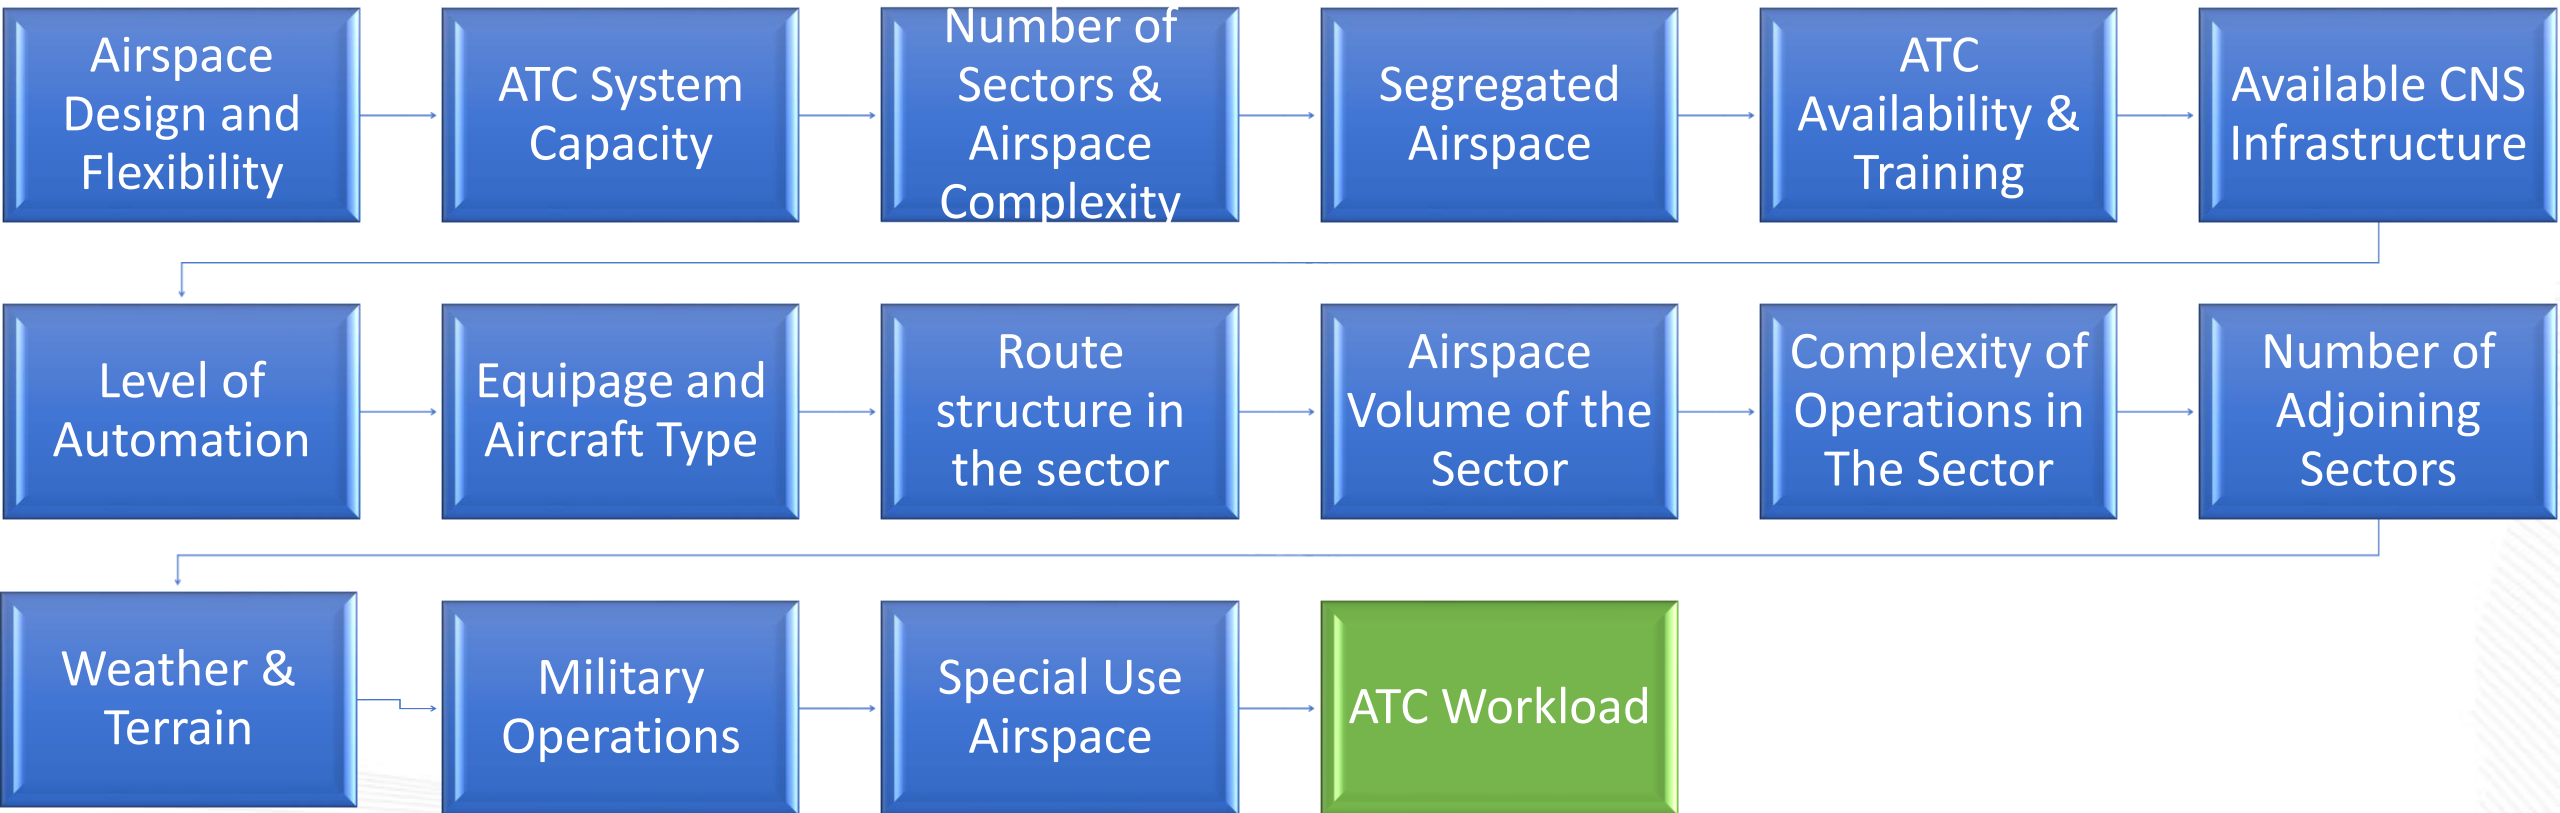 Airspace
Design and
Flexibility
ATC System
Capacity
Number of
Sectors &
Airspace
Complexity
Segregated
Airspace
ATC
Availability &
Training
Available CNS
Infrastructure
Level of
Automation
Equipage and
Aircraft Type
Route
structure in
the sector
Airspace
Volume of the
Sector
Complexity of
Operations in
The Sector
Number of
Adjoining
Sectors
Weather &
Terrain
Military
Operations
Special Use
Airspace
ATC Workload